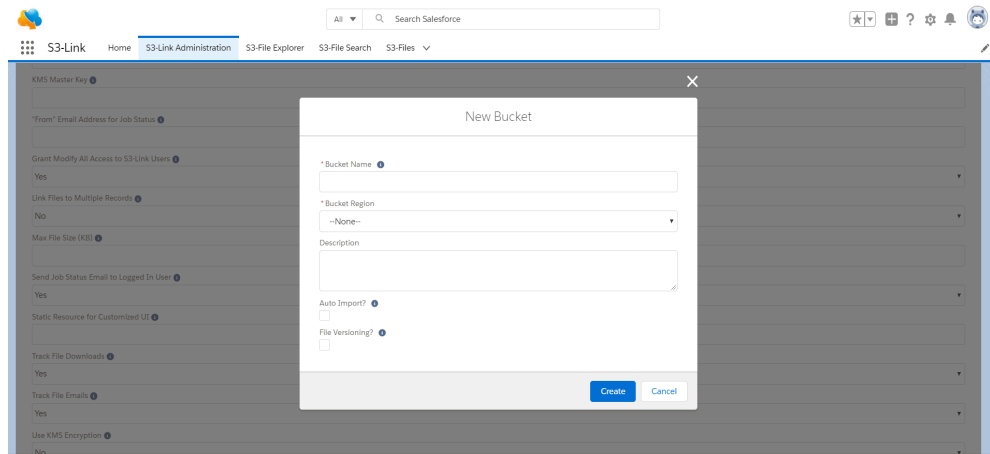 All
Search Salesforce
S3-Link
Home
S3-Link Administration
S3-File Explorer
S3-File Search
S3-Files
KMS Master Key
"From" Email Address for Job Status
Grant Modify All Access to S3-Link Users
Yes
Link Files to Multiple Records
No
Max File Size (KB)
Send Job Status Email to Logged In User
Yes
Static Resource for Customized UI
Track File Downloads
Yes
Track File Emails
Yes
Use KMS Encryption
No
New Bucket
* Bucket Name
* Bucket Region
--None--
Description
Auto Import?
File Versioning?
Create
Cancel